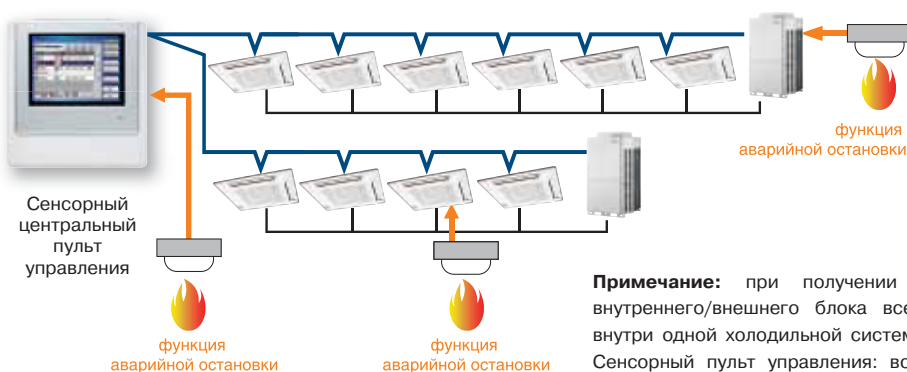 функция
аварийной остановки
Сенсорный
центральный
пульт
управления
функция
аварийной остановки
функция
аварийной остановки
Примечание: при получении
внутреннего/внешнего блока все
внутри одной холодильной систем
Сенсорный пульт управления: во